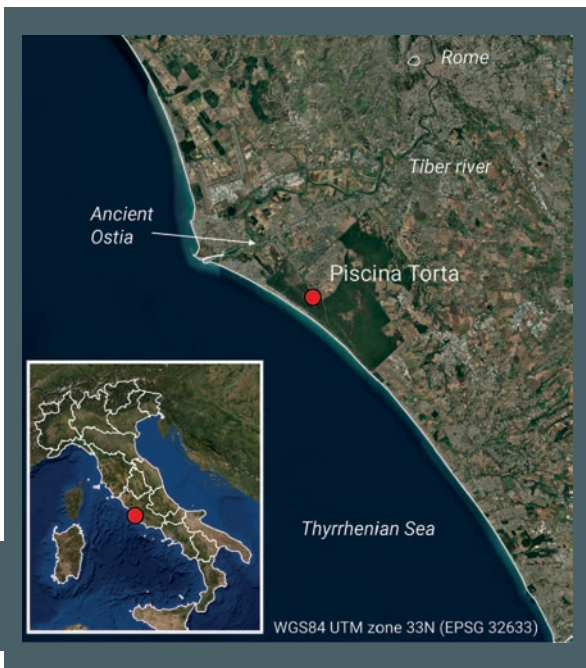 Rome
Tiber river
Ancient
Ostia
Piscina Torta
Thyrrhenian Sea
WGS84 UTM zone 33N (EPSG 32633)